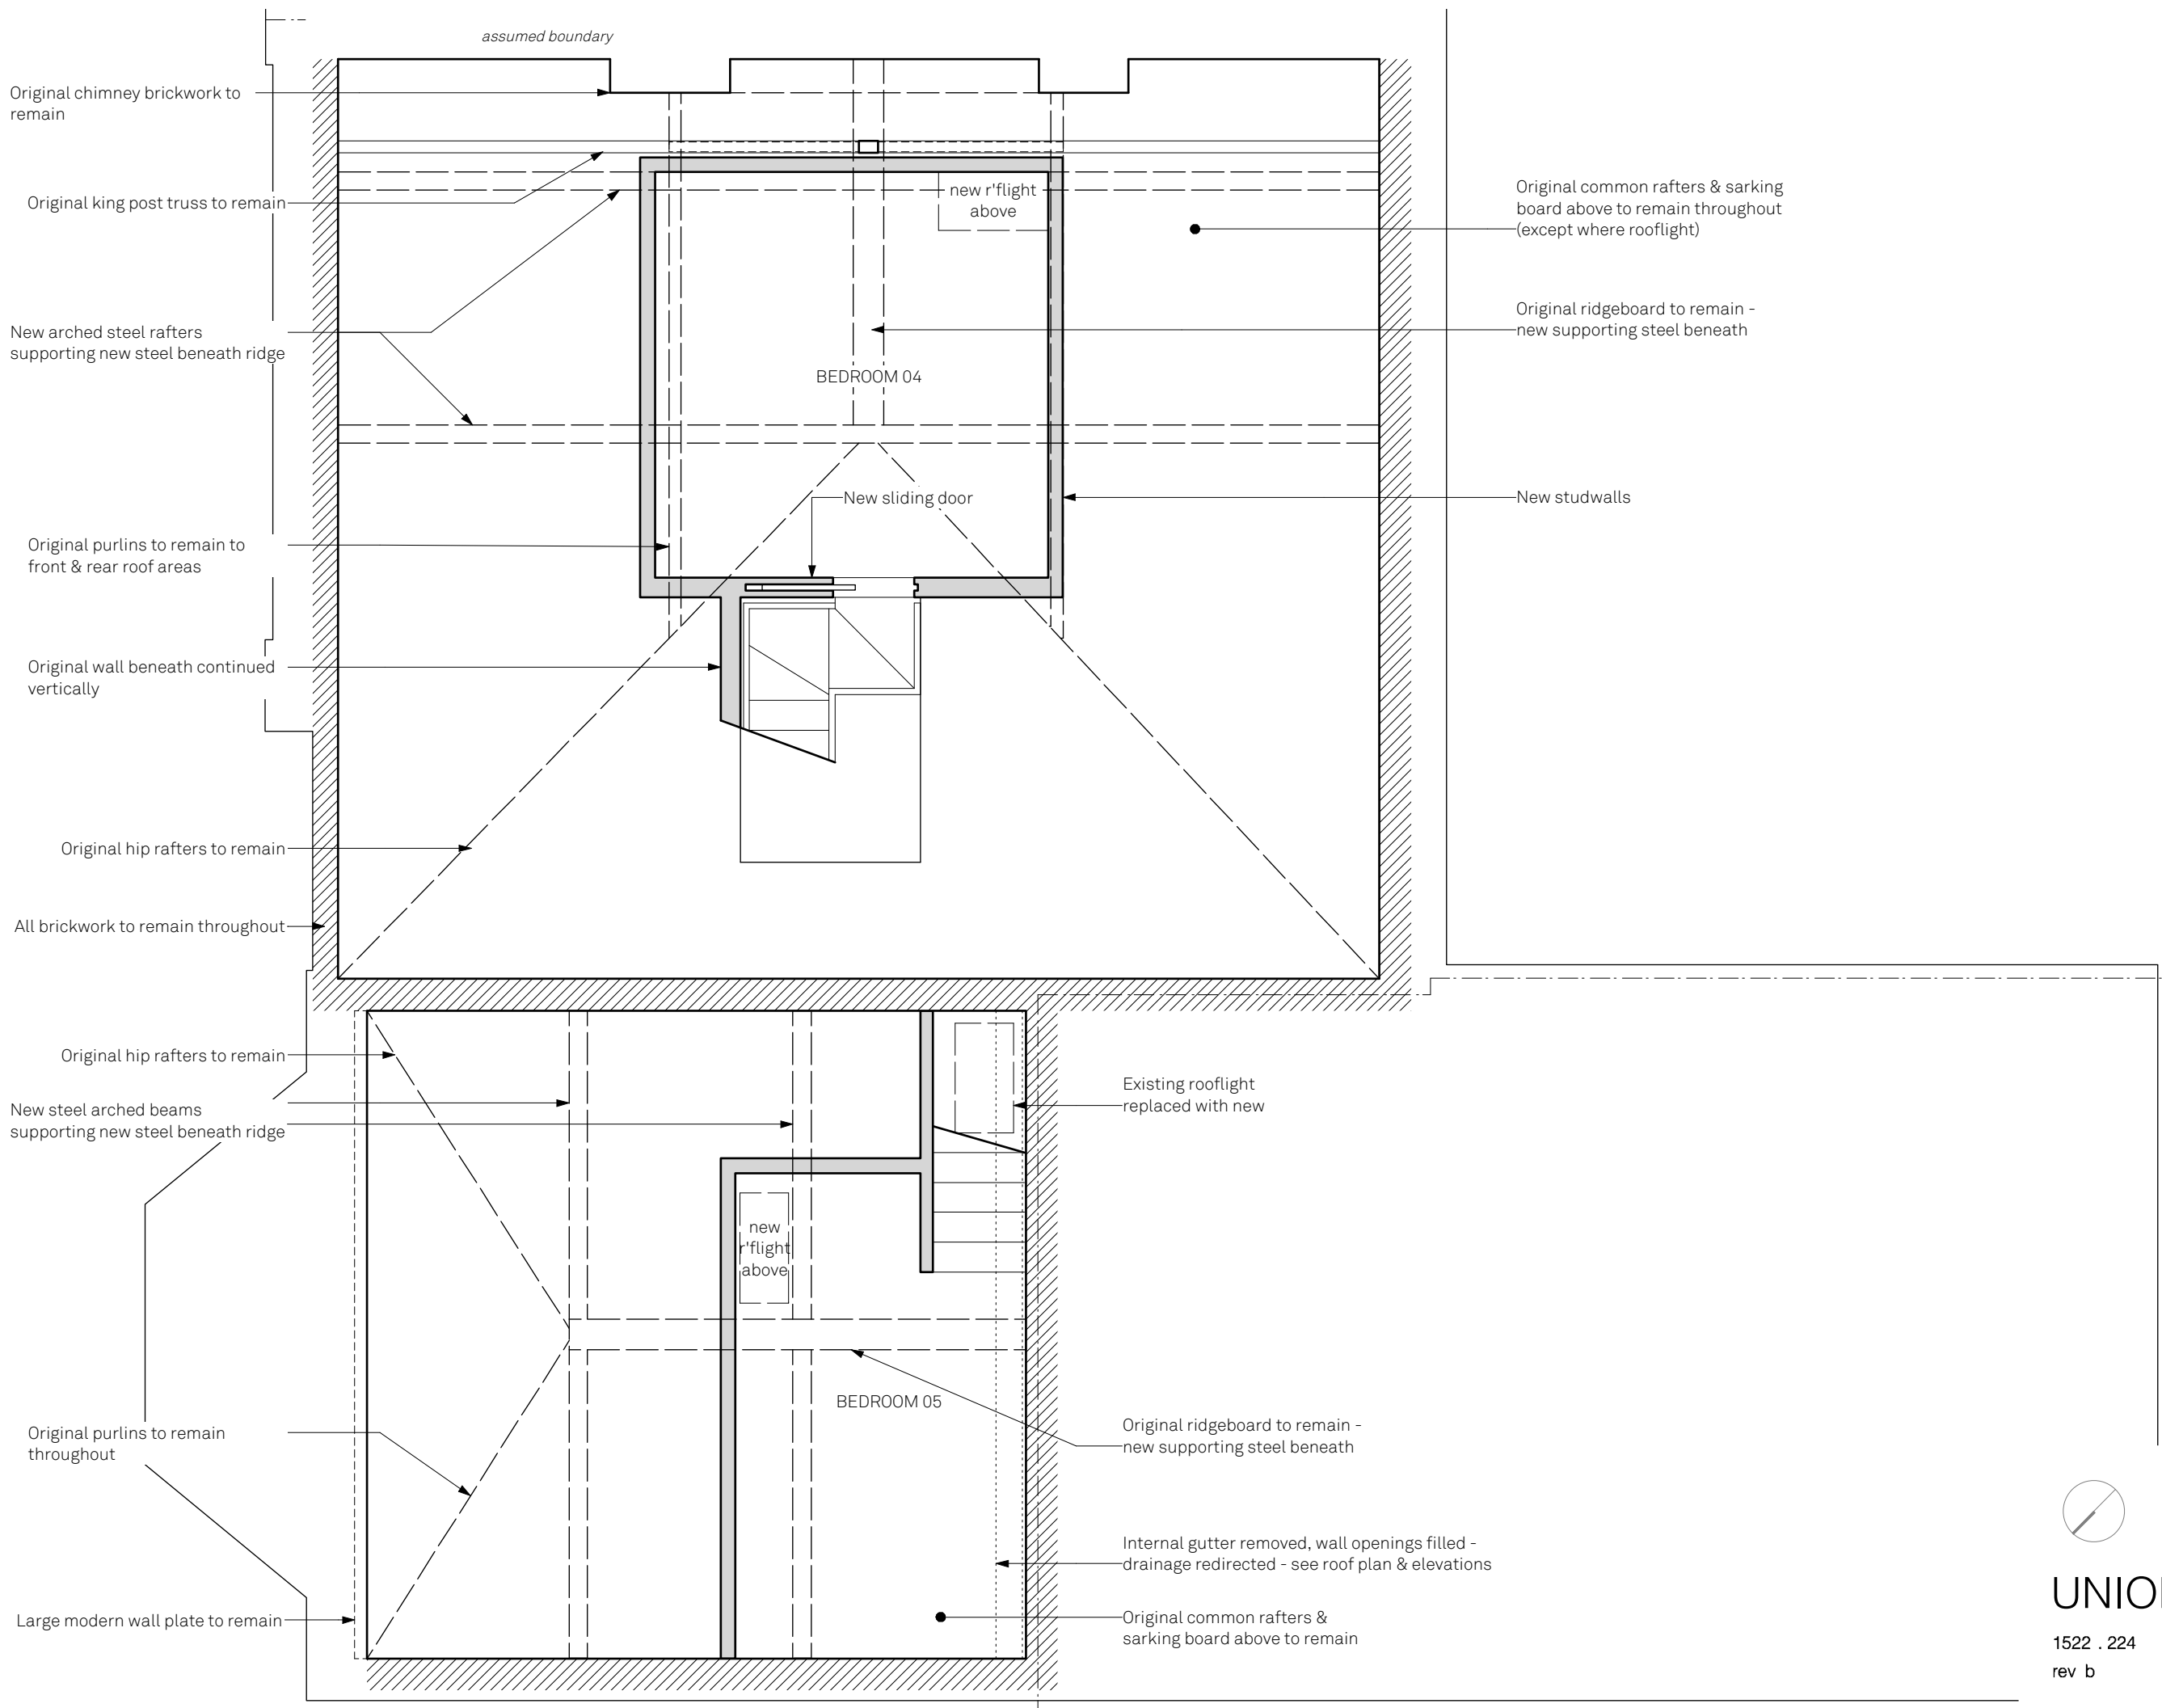 assumed boundary
Original chimney brickwork to
remain
Original king post truss to remain
new r'flight
above
Original common rafters & sarking
board above to remain throughout
(except where rooflight)
New arched steel rafters
supporting new steel beneath ridge
Original ridgeboard to remain -
new supporting steel beneath
BEDROOM 04
New sliding door
New studwalls
Original purlins to remain to
front & rear roof areas
Original wall beneath continued
vertically
Original hip rafters to remain
All brickwork to remain throughout
Original hip rafters to remain
New steel arched beams
supporting new steel beneath ridge
Existing rooflight
replaced with new
new
r'flight
above
BEDROOM 05
Original purlins to remain
throughout
Original ridgeboard to remain -
new supporting steel beneath
Internal gutter removed, wall openings filled -
drainage redirected - see roof plan & elevations
Large modern wall plate to remain
Original common rafters &
sarking board above to remain
1522 . 224
rev b